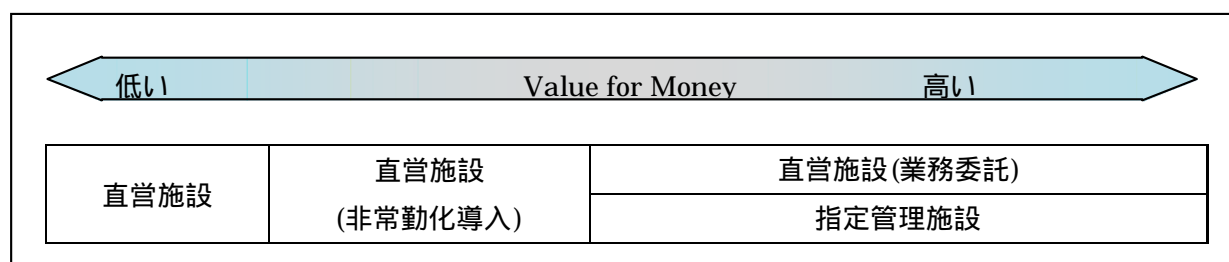 低い Value for Money 高い
直営施設
直営施設
(非常勤化導入)
直営施設(業務委託)
指定管理施設